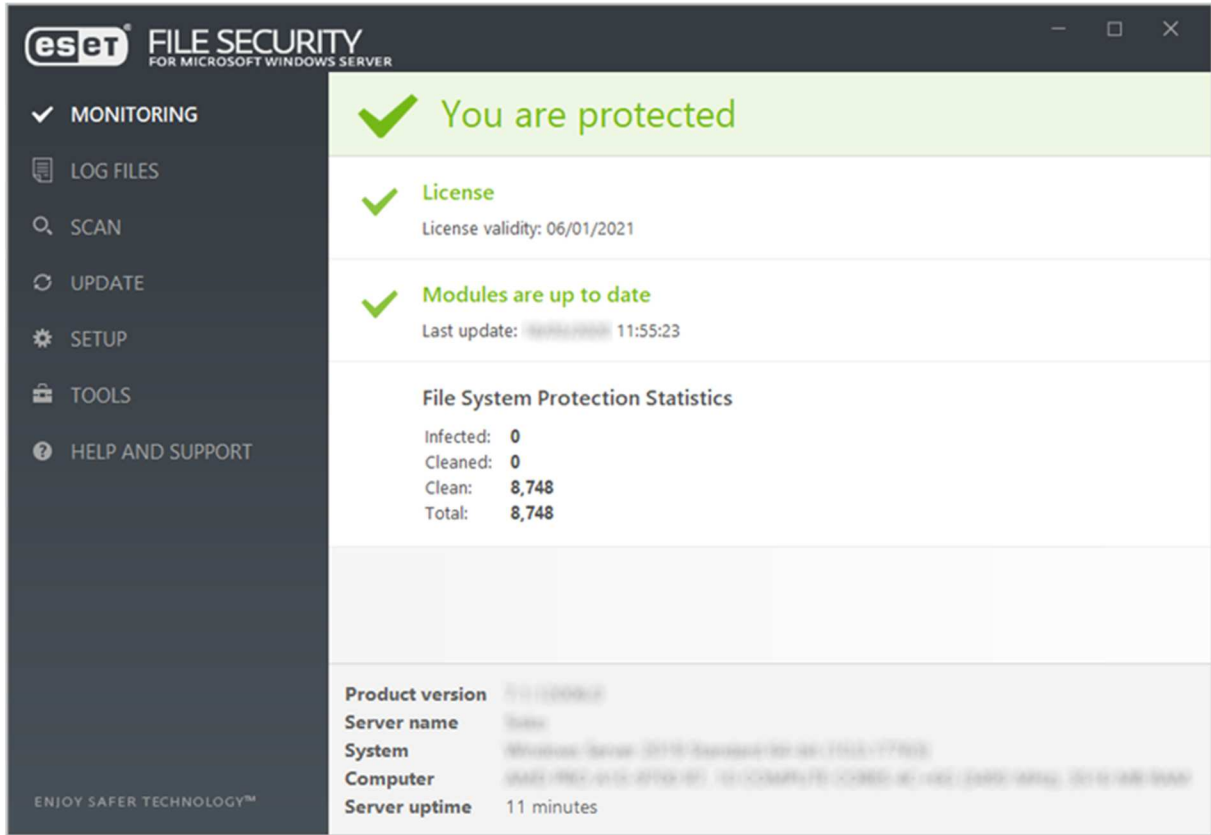 eset® FILE SECURITY
FOR MICROSOFT WINDOWS SERVER
MONITORING
LOG FILES
SCAN
UPDATE
SETUP
TOOLS
HELP AND SUPPORT
ENJOY SAFER TECHNOLOGY™
You are protected
License
License validity: 06/01/2021
Modules are up to date
Last update: 11:55:23
File System Protection Statistics
Infected: 0
Cleaned: 0
Clean: 8,748
Total: 8,748
Product version
Server name
System
Computer
Server uptime 11 minutes